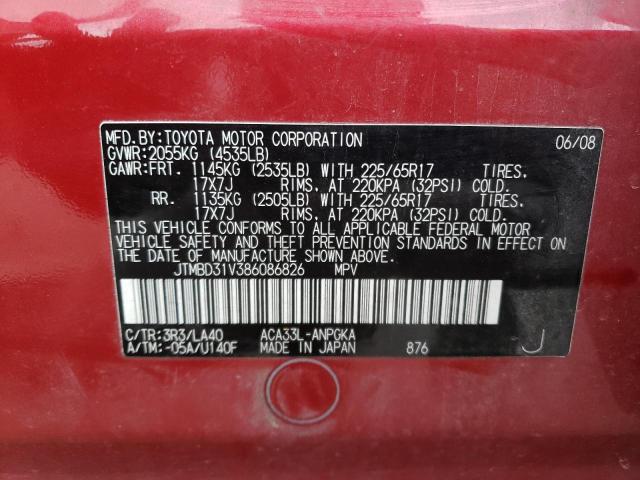 MFD. BY:TOYOTA MOTOR CORPORATION 06/08
GVWR:2055KG (4535LB)
GAWR:FRT. 1145KG (2535LB) WITH 225/65R17 TIRES,
17X7J RIMS, AT 220KPA (32PSI) COLD.
RR. 1135KG (2505LB) WITH 225/65R17 TIRES,
17X7J RIMS, AT 220KPA (32PSI) COLD.
THIS VEHICLE CONFORMS TO ALL APPLICABLE FEDERAL MOTOR
VEHICLE SAFETY AND THEFT PREVENTION STANDARDS IN EFFECT ON
THE DATE OF MANUFACTURE SHOWN ABOVE.
JTMBD31V386086826 MPV
C/TR:3R3/LA40 ACA33L-ANPGKA
A/TM:-05A/U140F MADE IN JAPAN 876 J